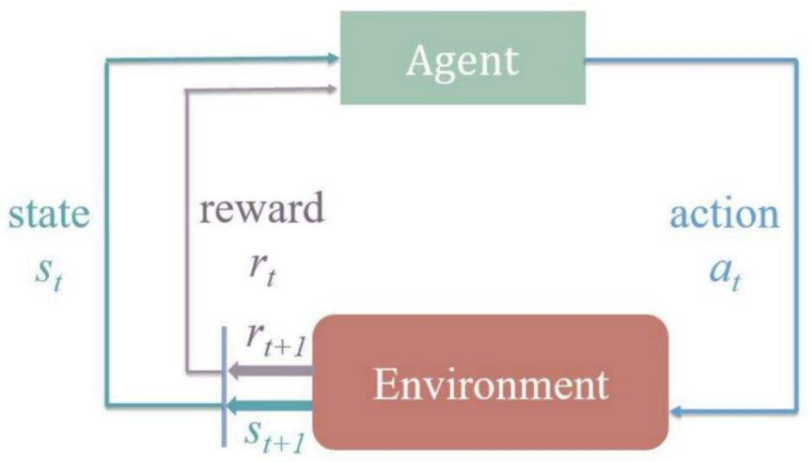 Agent
state
s_t
reward
r_t
action
a_t
r_{t+1}
Environment
s_{t+1}